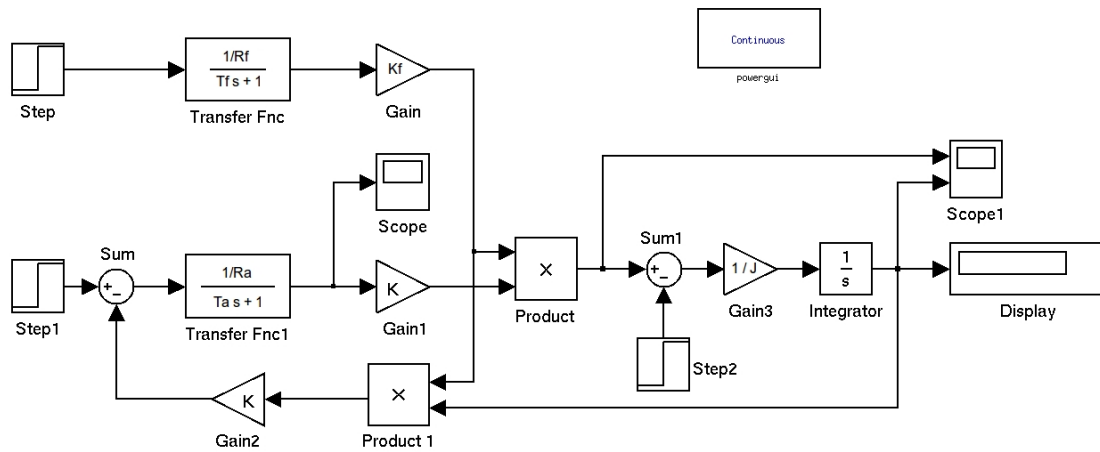 Continuous
powergui
1/Rf
Tf s + 1
Kf
Step
Transfer Fnc
Gain
Scope
Scope1
Sum
Sum1
1/Ra
Ta s + 1
K
×
+
-
+
-
1 / J
1
s
Step1
Transfer Fnc1
Gain1
Product
Gain3
Integrator
Display
Step2
K
×
Gain2
Product 1